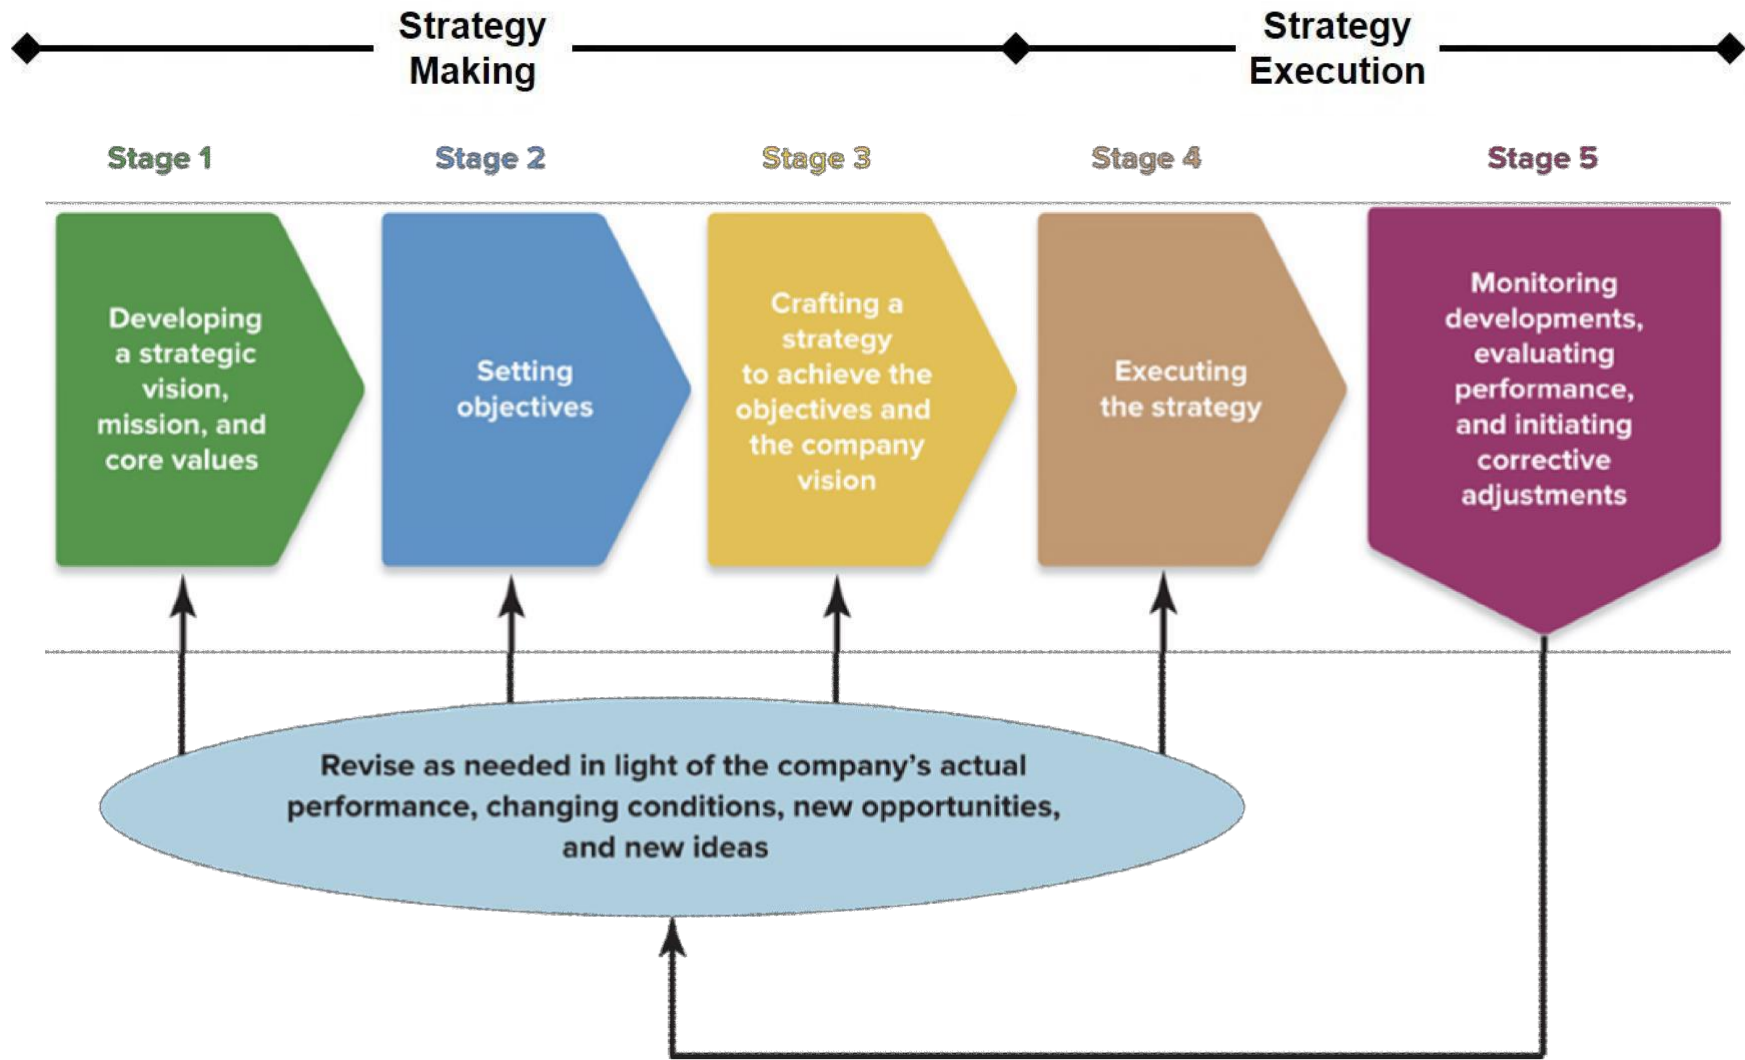 Strategy
Making
Strategy
Execution
Stage 1
Stage 2
Stage 3
Stage 4
Stage 5
Developing
a strategic
vision,
mission, and
core values
Setting
objectives
Crafting a
strategy
to achieve the
objectives and
the company
vision
Executing
the strategy
Monitoring
developments,
evaluating
performance,
and initiating
corrective
adjustments
Revise as needed in light of the company’s actual
performance, changing conditions, new opportunities,
and new ideas